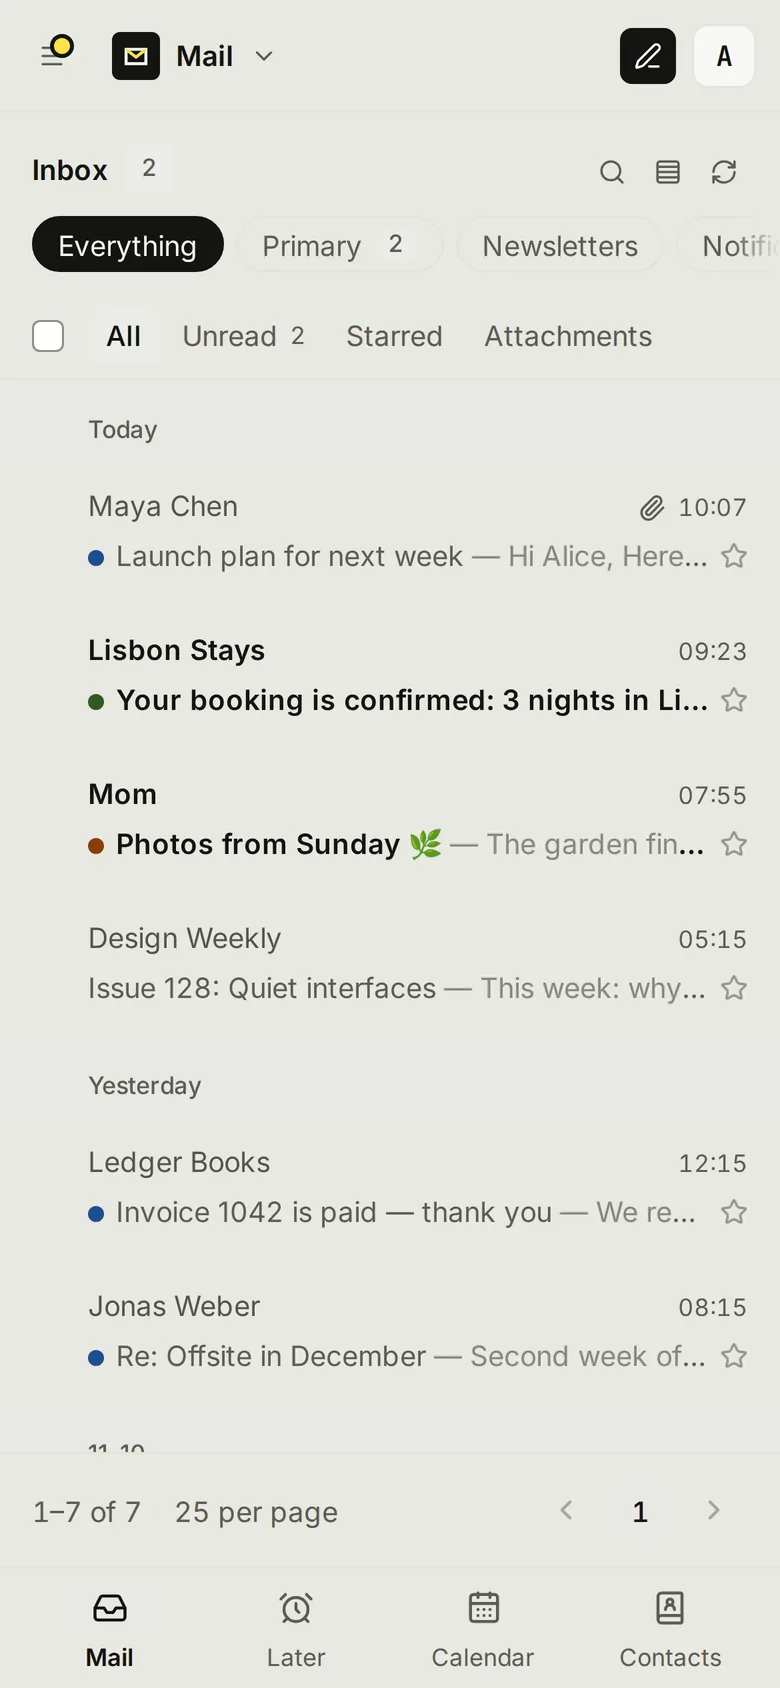 Mail
A
Inbox 2
Everything Primary 2 Newsletters
All Unread 2 Starred Attachments
Today
Maya Chen 10:07
Launch plan for next week — Hi Alice, Here...
Lisbon Stays 09:23
Your booking is confirmed: 3 nights in Li...
Mom 07:55
Photos from Sunday 🌿 — The garden fin...
Design Weekly 05:15
Issue 128: Quiet interfaces — This week: why...
Yesterday
Ledger Books 12:15
Invoice 1042 is paid — thank you — We re...
Jonas Weber 08:15
Re: Offsite in December — Second week of...
1–7 of 7 25 per page 1
Mail Later Calendar Contacts